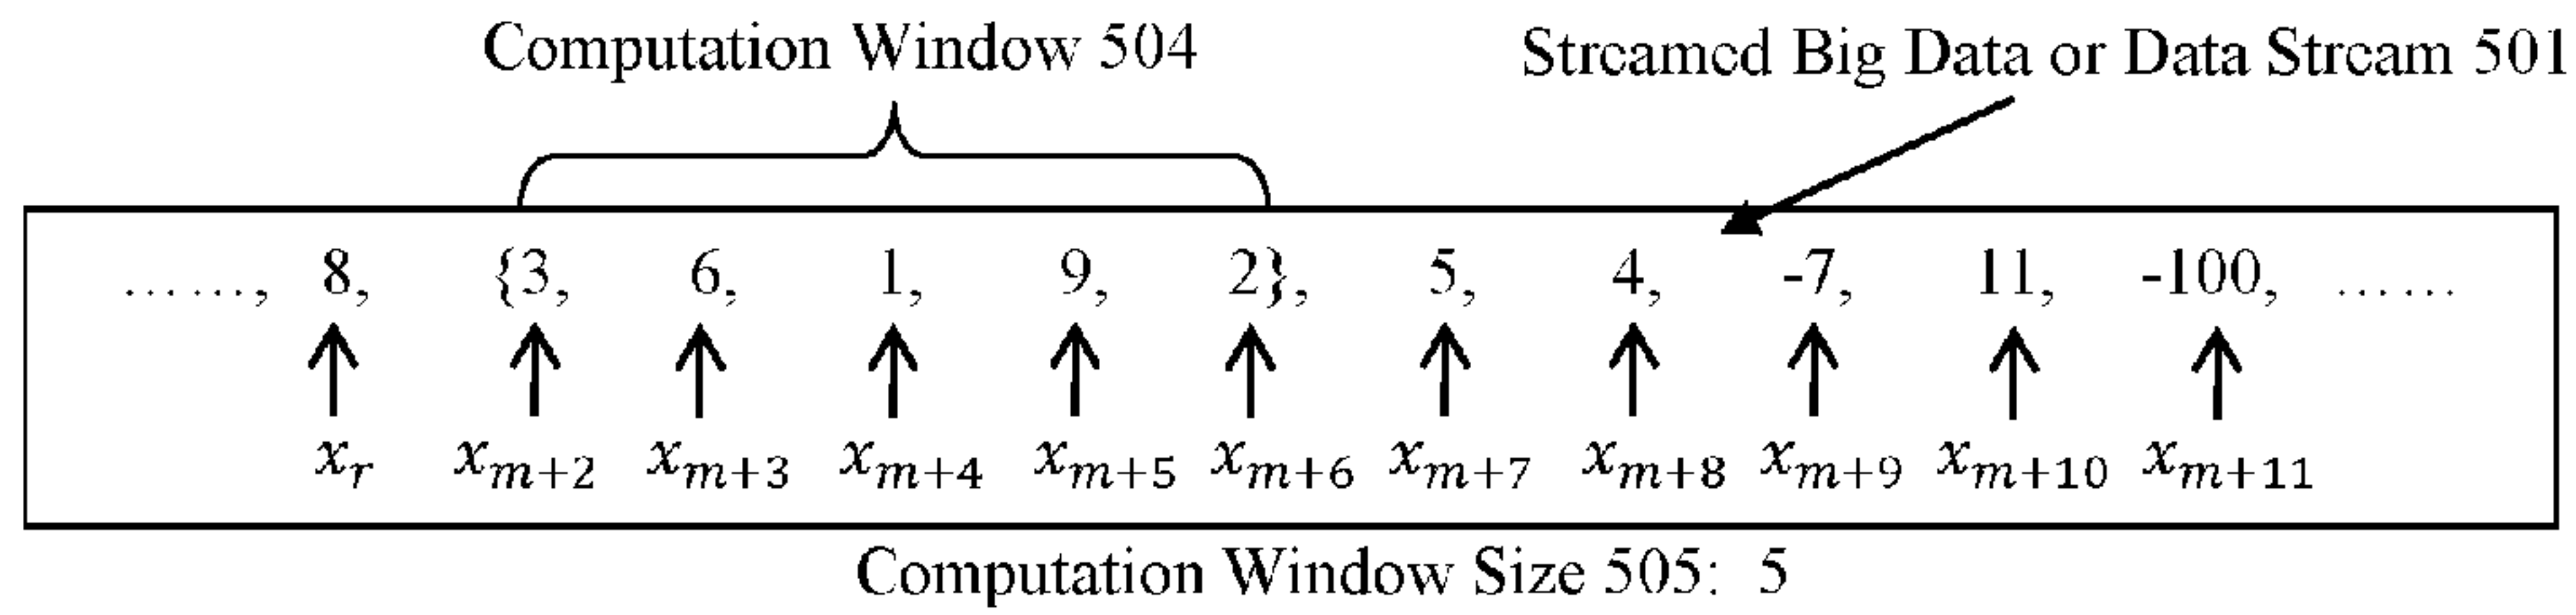 Computation Window 504 Streamed Big Data or Data Stream 501
……, 8, {3, 6, 1, 9, 2}, 5, 4, -7, 11, -100, ……
x_r x_{m+2} x_{m+3} x_{m+4} x_{m+5} x_{m+6} x_{m+7} x_{m+8} x_{m+9} x_{m+10} x_{m+11}
Computation Window Size 505: 5